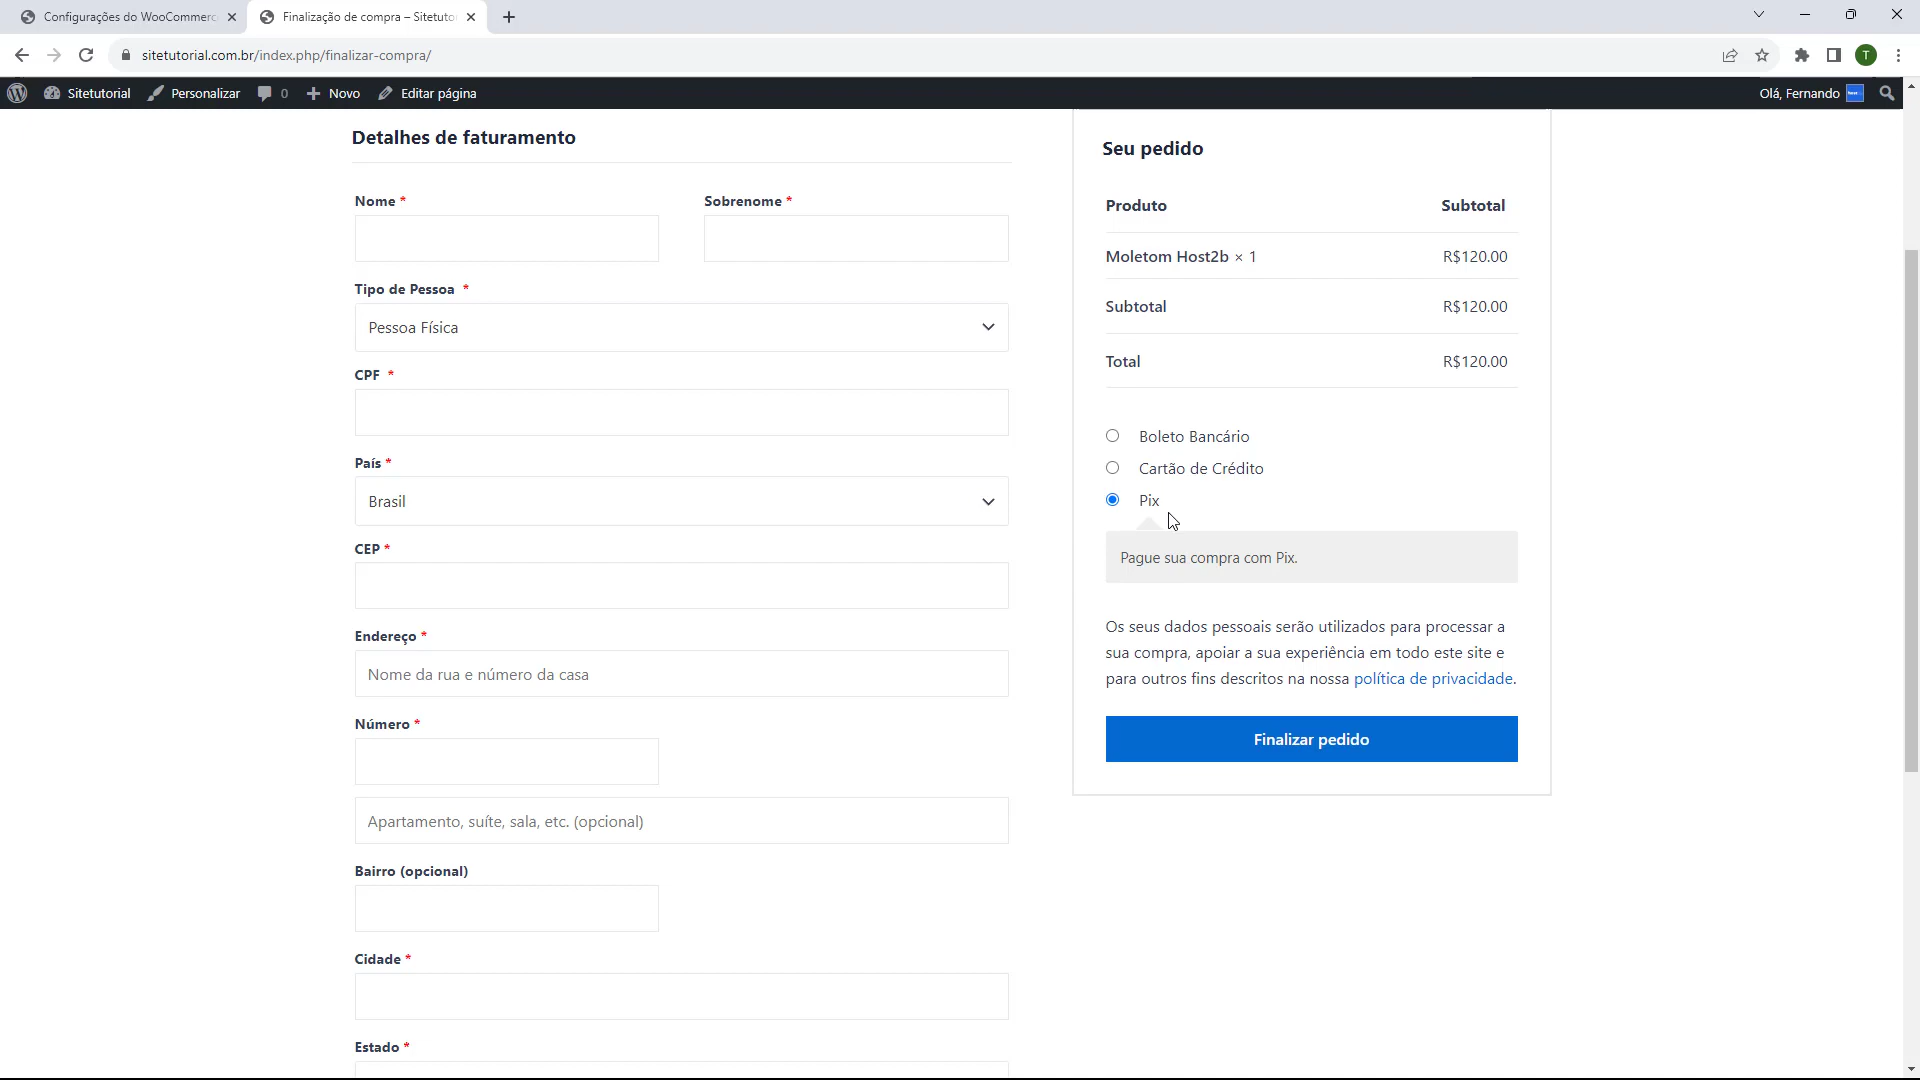 Configurações do WooCommerc
Finalização de compra – Sitetuto
sitetutorial.com.br/index.php/finalizar-compra/
T
Sitetutorial
Personalizar
0
Novo
Editar página
Olá, Fernando
Detalhes de faturamento
Nome *
Sobrenome *
Tipo de Pessoa *
Pessoa Física
CPF *
País *
Brasil
CEP *
Endereço *
Nome da rua e número da casa
Número *
Apartamento, suíte, sala, etc. (opcional)
Bairro (opcional)
Cidade *
Estado *
Seu pedido
Produto Subtotal
Moletom Host2b × 1 R$120.00
Subtotal R$120.00
Total R$120.00
Boleto Bancário
Cartão de Crédito
Pix
Pague sua compra com Pix.
Os seus dados pessoais serão utilizados para processar a
sua compra, apoiar a sua experiência em todo este site e
para outros fins descritos na nossa política de privacidade.
Finalizar pedido